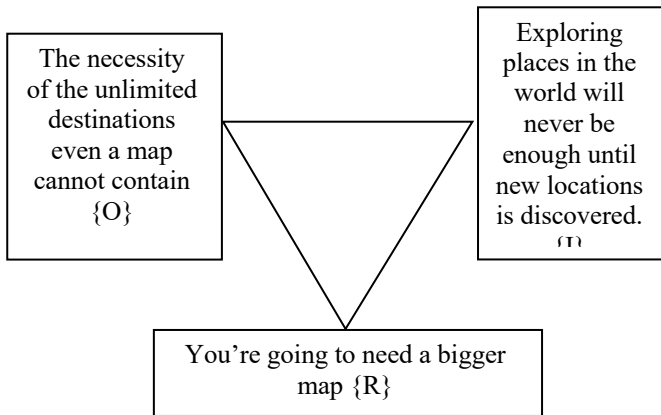 The necessity
of the unlimited
destinations
even a map
cannot contain
{O}
Exploring
places in the
world will
never be
enough until
new locations
is discovered.
You’re going to need a bigger
map {R}